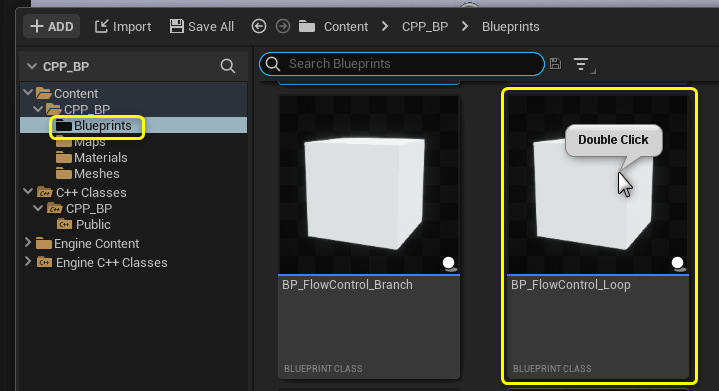 ADD Import Save All Content CPP_BP Blueprints
CPP_BP
Search Blueprints
Content
CPP_BP
Blueprints
Maps
Materials
Meshes
C++ Classes
CPP_BP
Public
Engine Content
Engine C++ Classes
Double Click
BP_FlowControl_Branch
BLUEPRINT CLASS
BP_FlowControl_Loop
BLUEPRINT CLASS